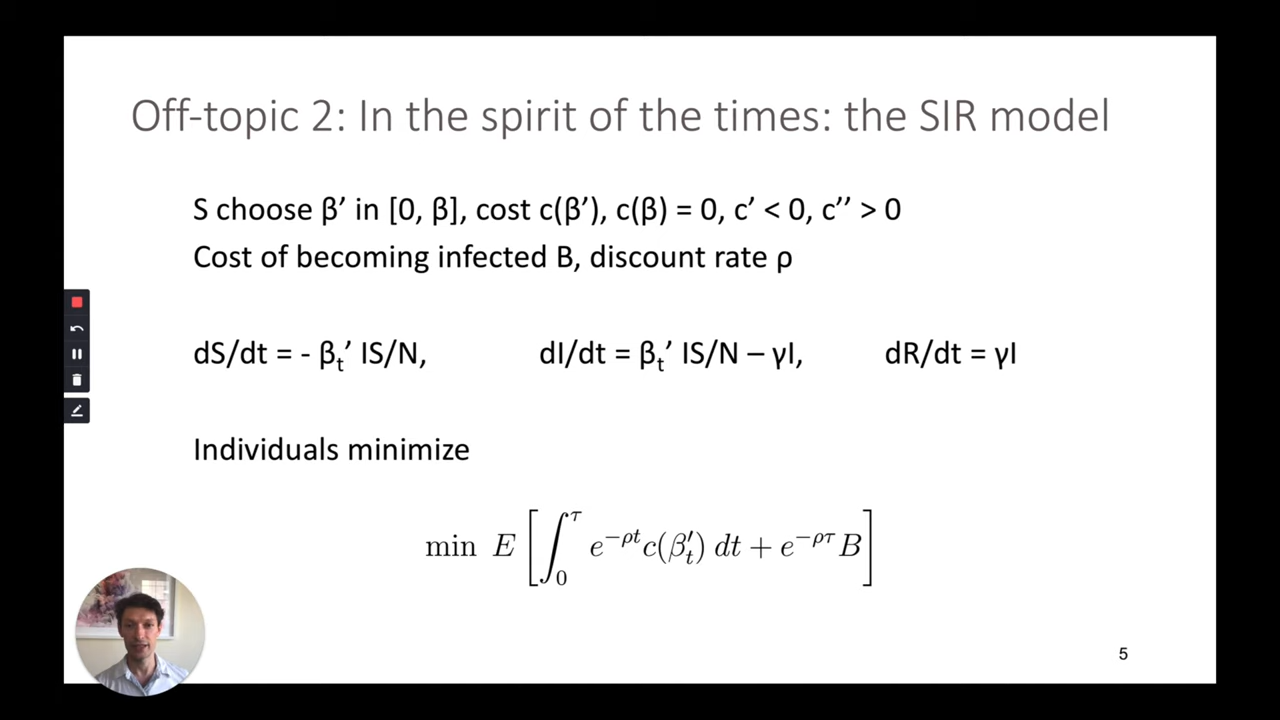 Off-topic 2: In the spirit of the times: the SIR model
S choose β’ in [0, β], cost c(β’), c(β) = 0, c’ < 0, c’’ > 0
Cost of becoming infected B, discount rate ρ
dS/dt = - βₜ’ IS/N, dI/dt = βₜ’ IS/N – γI, dR/dt = γI
Individuals minimize
min E [ ∫₀^τ e^{−ρt} c(β′ₜ) dt + e^{−ρτ} B ]
5